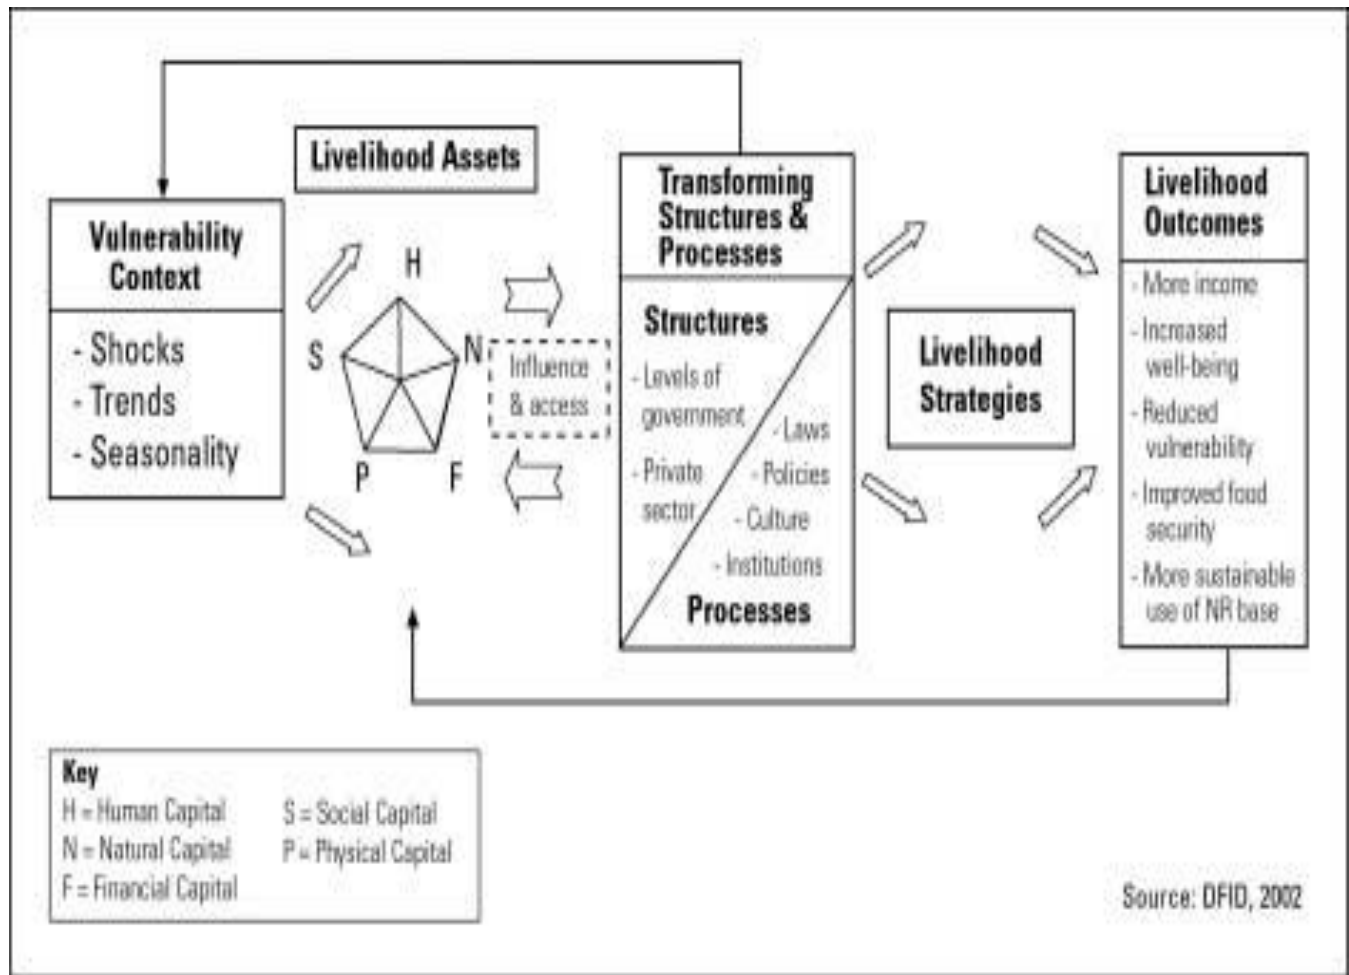 Livelihood Assets
Vulnerability
Context
- Shocks
- Trends
- Seasonality
H
S
N
P
F
Influence
& access
Transforming
Structures &
Processes
Structures
- Levels of
government
- Private
sector
- Laws
- Policies
- Culture
- Institutions
Processes
Livelihood
Strategies
Livelihood
Outcomes
- More income
- Increased
well-being
- Reduced
vulnerability
- Improved food
security
- More sustainable
use of NR base
Key
H = Human Capital
S = Social Capital
N = Natural Capital
P = Physical Capital
F = Financial Capital
Source: DFID, 2002